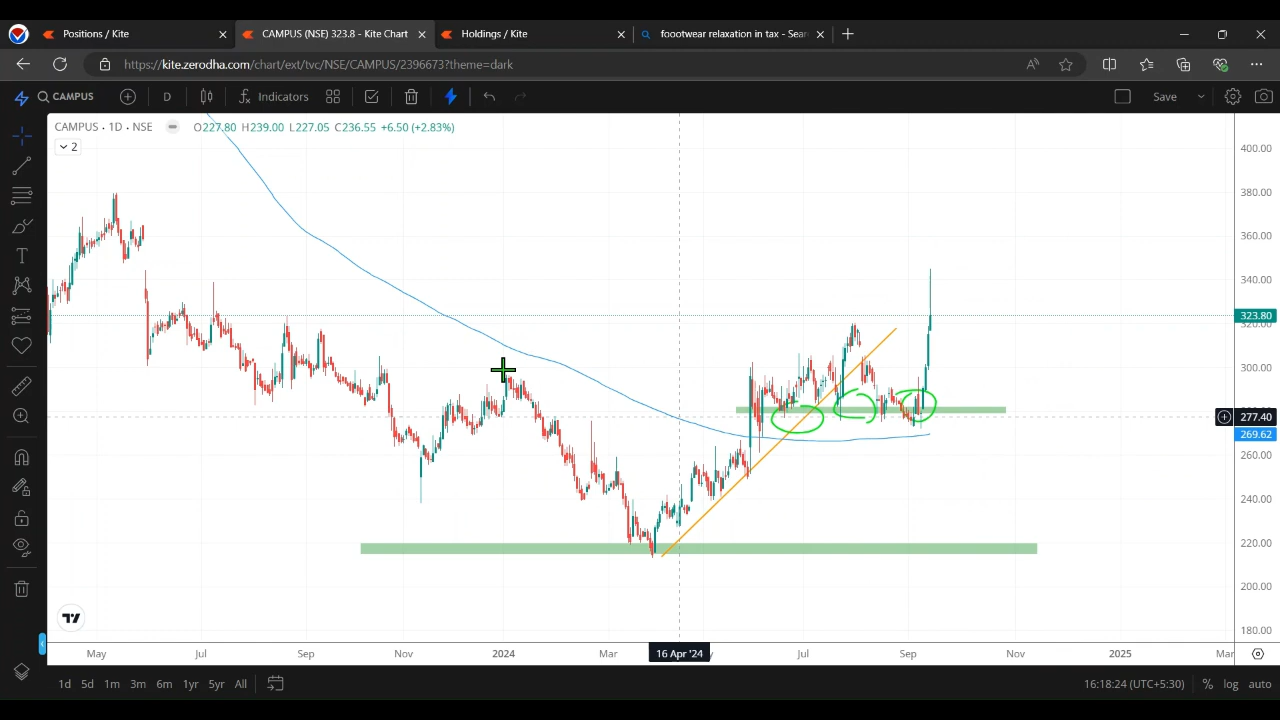 Positions / Kite
CAMPUS (NSE) 323.8 - Kite Chart
Holdings / Kite
foootwear relaxation in tax - Sear
https://kite.zerodha.com/chart/ext/tvc/NSE/CAMPUS/2396673?theme=dark
CAMPUS
D
Indicators
Save
CAMPUS · 1D · NSE
O227.80 H239.00 L227.05 C236.55 +6.50 (+2.83%)
2
400.00
380.00
360.00
340.00
323.80
320.00
300.00
277.40
269.62
260.00
240.00
220.00
200.00
180.00
May Jul Sep Nov 2024 Mar 16 Apr '24 Jul Sep Nov 2025 Mar
1d 5d 1m 3m 6m 1yr 5yr All
16:18:24 (UTC+5:30) % log auto